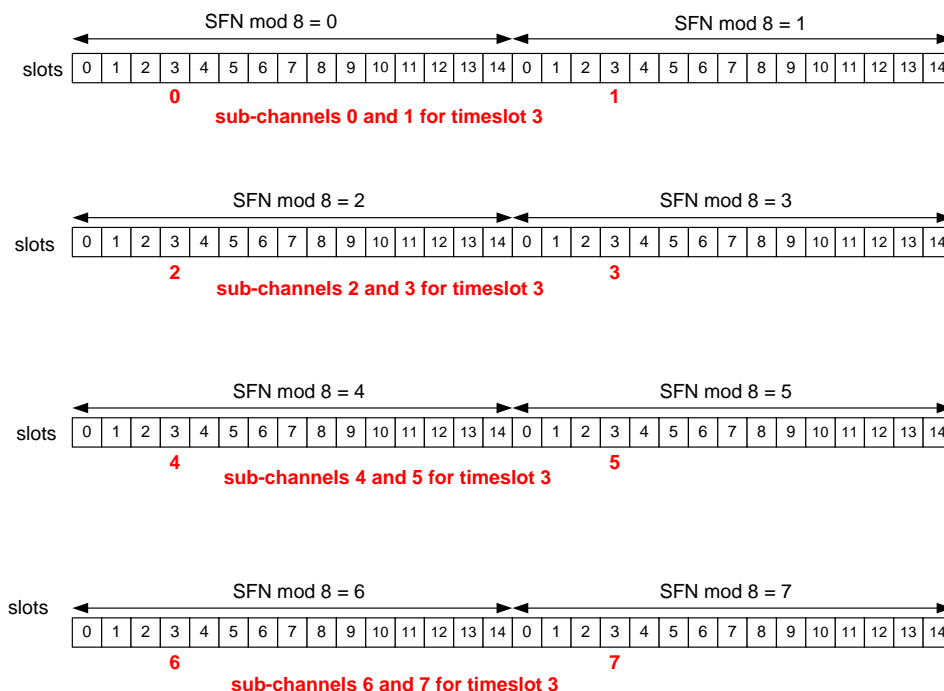 SFN mod 8 = 0 SFN mod 8 = 1
slots 0 1 2 3 4 5 6 7 8 9 10 11 12 13 14 0 1 2 3 4 5 6 7 8 9 10 11 12 13 14
0 1
sub-channels 0 and 1 for timeslot 3
SFN mod 8 = 2 SFN mod 8 = 3
slots 0 1 2 3 4 5 6 7 8 9 10 11 12 13 14 0 1 2 3 4 5 6 7 8 9 10 11 12 13 14
2 3
sub-channels 2 and 3 for timeslot 3
SFN mod 8 = 4 SFN mod 8 = 5
slots 0 1 2 3 4 5 6 7 8 9 10 11 12 13 14 0 1 2 3 4 5 6 7 8 9 10 11 12 13 14
4 5
sub-channels 4 and 5 for timeslot 3
SFN mod 8 = 6 SFN mod 8 = 7
slots
0 1 2 3 4 5 6 7 8 9 10 11 12 13 14 0 1 2 3 4 5 6 7 8 9 10 11 12 13 14
6 7
sub-channels 6 and 7 for timeslot 3